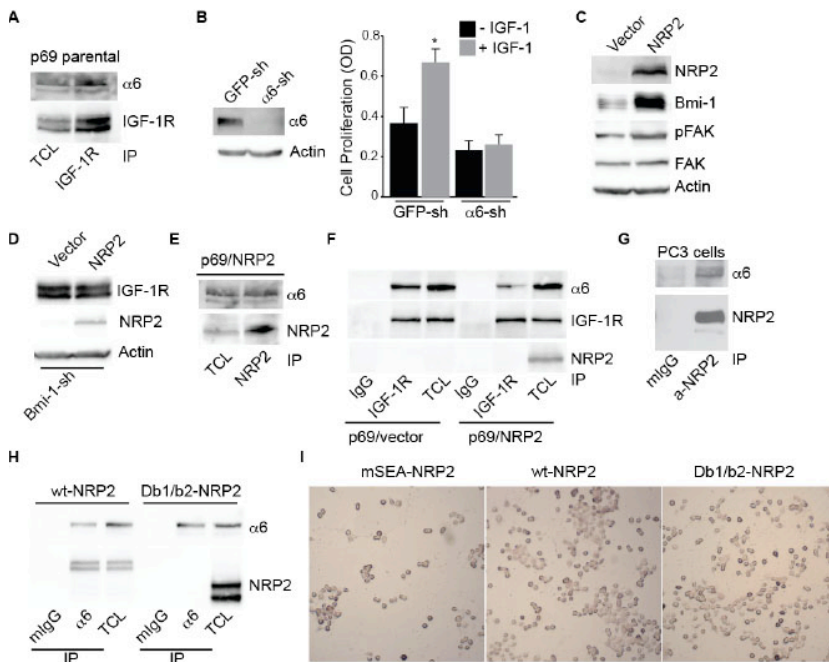 A
p69 parental
α6
IGF-1R
TCL
IGF-1R
IP
B
GFP-sh
α6-sh
α6
Actin
Cell Proliferation (OD)
0.8
0.6
0.4
0.2
0
- IGF-1
+ IGF-1
*
GFP-sh
α6-sh
C
Vector
NRP2
NRP2
Bmi-1
pFAK
FAK
Actin
D
Vector
NRP2
IGF-1R
NRP2
Actin
Bmi-1-sh
E
p69/NRP2
α6
NRP2
TCL
NRP2
IP
F
α6
IGF-1R
NRP2
IgG
IGF-1R
TCL
IgG
IGF-1R
TCL
IP
p69/vector
p69/NRP2
G
PC3 cells
α6
NRP2
mIgG
a-NRP2
IP
H
wt-NRP2
Db1/b2-NRP2
α6
NRP2
mIgG
α6
TCL
mIgG
α6
TCL
IP
IP
I
mSEA-NRP2
wt-NRP2
Db1/b2-NRP2